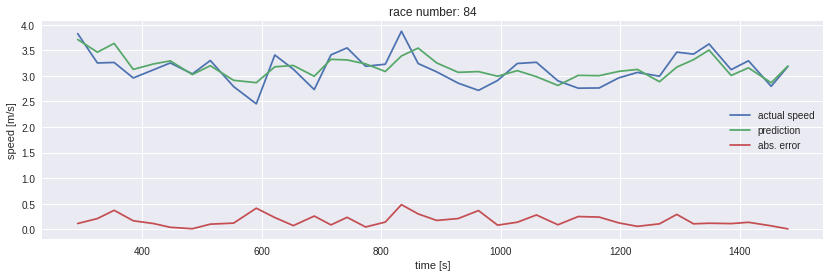 race number: 84
speed [m/s]
4.0
3.5
3.0
2.5
2.0
1.5
1.0
0.5
0.0
actual speed
prediction
abs. error
400
600
800
1000
1200
1400
time [s]